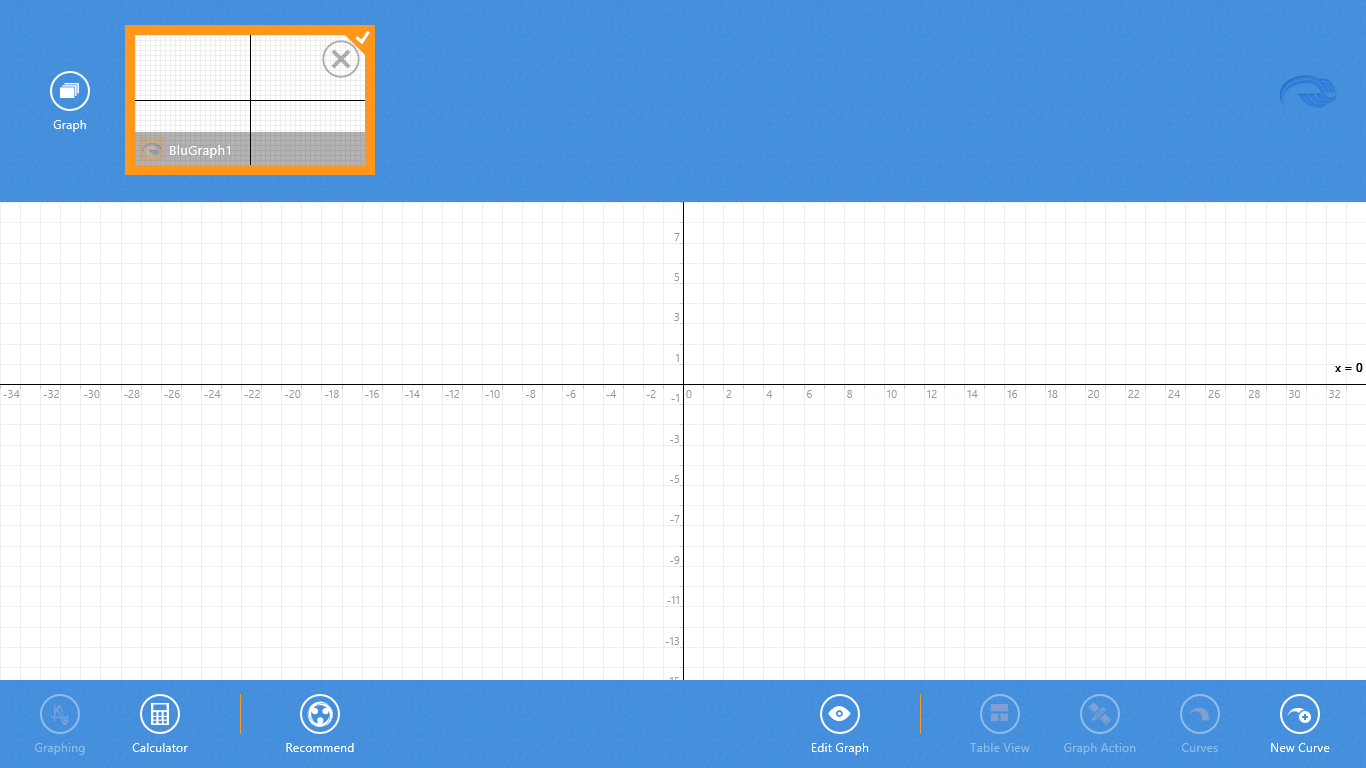 Graph
BluGraph1
7
5
3
1
x = 0
-34 -32 -30 -28 -26 -24 -22 -20 -18 -16 -14 -12 -10 -8 -6 -4 -2 0 2 4 6 8 10 12 14 16 18 20 22 24 26 28 30 32
-1
-3
-5
-7
-9
-11
-13
Graphing Calculator Recommend Edit Graph Table View Graph Action Curves New Curve